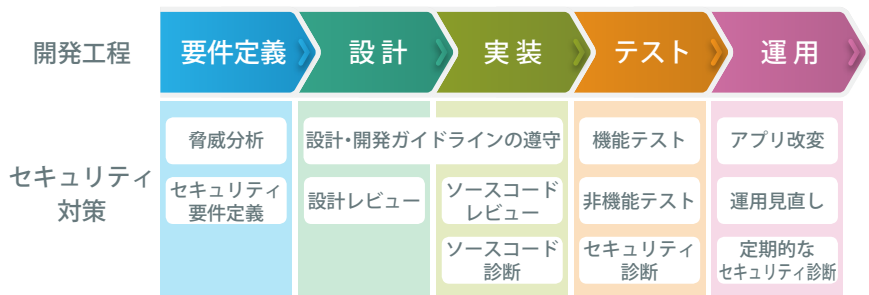 開発工程
要件定義
設計
実装
テスト
運用
セキュリティ
対策
脅威分析
設計・開発ガイドラインの遵守
機能テスト
アプリ改変
セキュリティ
要件定義
設計レビュー
ソースコード
レビュー
非機能テスト
運用見直し
ソースコード
診断
セキュリティ
診断
定期的な
セキュリティ診断